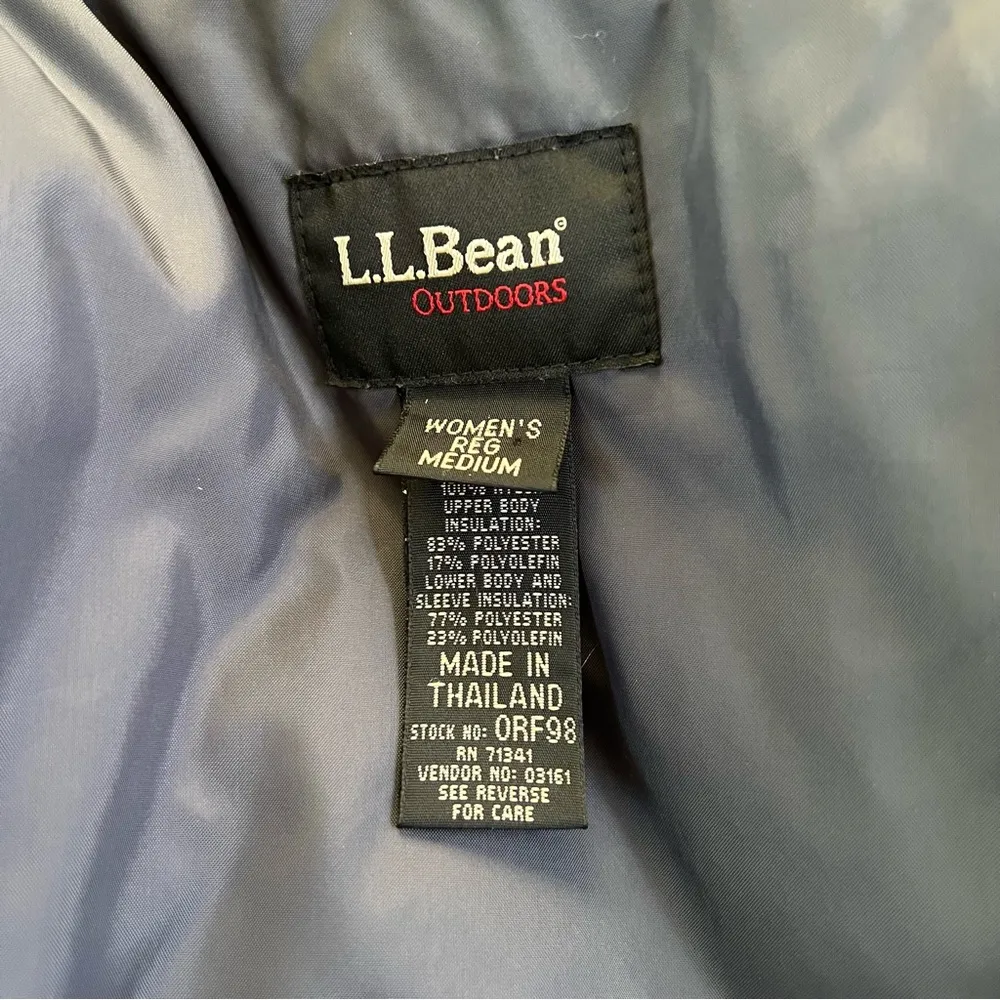 L.L.Bean®
OUTDOORS
WOMEN'S
REG
MEDIUM
100%
UPPER BODY
INSULATION:
83% POLYESTER
17% POLYOLEFIN
LOWER BODY AND
SLEEVE INSULATION:
77% POLYESTER
23% POLYOLEFIN
MADE IN
THAILAND
STOCK NO: 0RF98
RN 71341
VENDOR NO: 03161
SEE REVERSE
FOR CARE